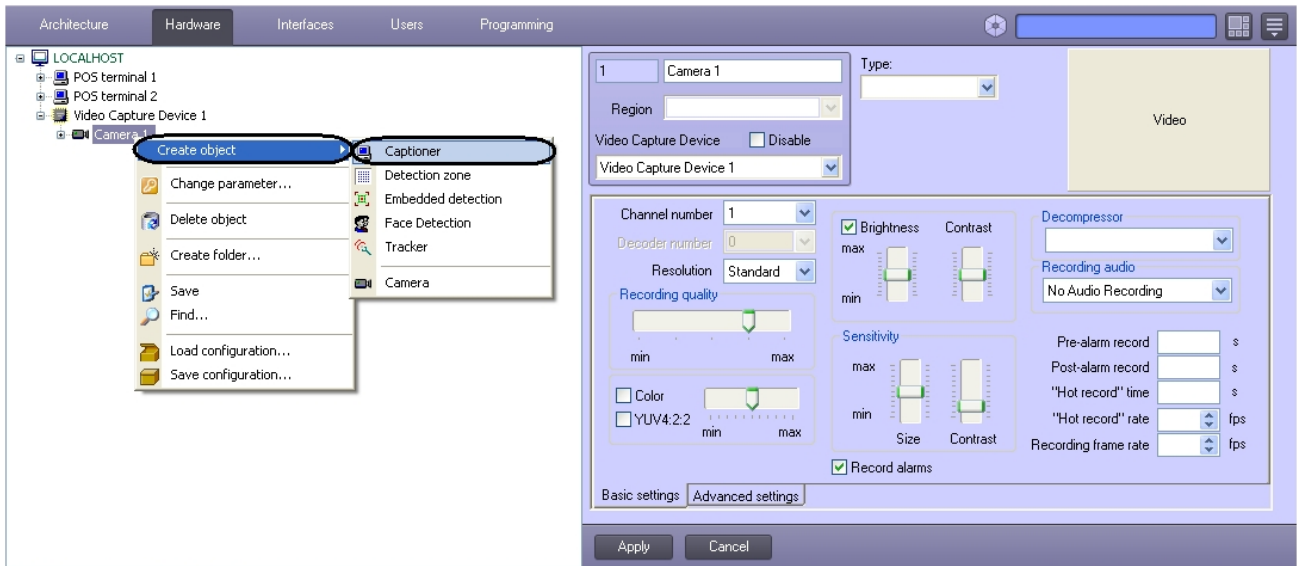 Architecture Hardware Interfaces Users Programming
LOCALHOST
POS terminal 1
POS terminal 2
Video Capture Device 1
Camera 1
Create object
Change parameter...
Delete object
Create folder...
Save
Find...
Load configuration...
Save configuration...
Captioner
Detection zone
Embedded detection
Face Detection
Tracker
Camera
1 Camera 1
Region
Video Capture Device Disable
Video Capture Device 1
Type:
Video
Channel number 1
Decoder number 0
Resolution Standard
Recording quality
min max
Color
YUV4:2:2
min max
Brightness Contrast
max
min
Sensitivity
max
min
Size Contrast
Record alarms
Decompressor
Recording audio
No Audio Recording
Pre-alarm record s
Post-alarm record s
"Hot record" time s
"Hot record" rate fps
Recording frame rate fps
Basic settings Advanced settings
Apply Cancel